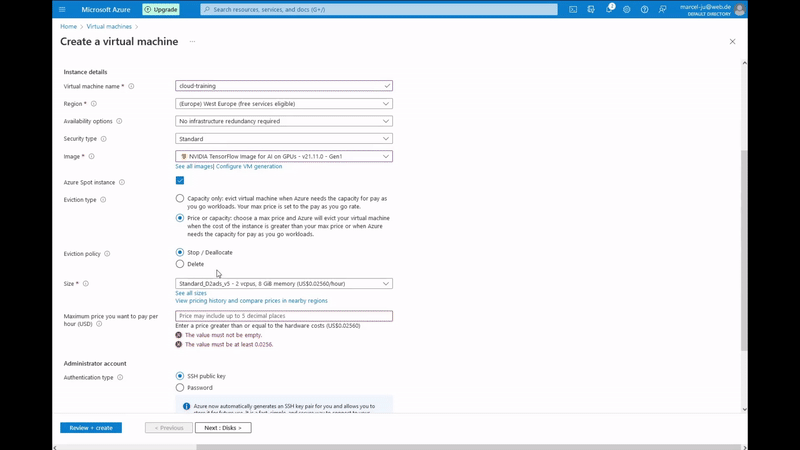 Microsoft Azure
Upgrade
Search resources, services, and docs (G+/)
1
marcel-ju@web.de
DEFAULT DIRECTORY
Home > Virtual machines >
Create a virtual machine ...
Instance details
Virtual machine name *
cloud-training
Region *
(Europe) West Europe (free services eligible)
Availability options
No infrastructure redundancy required
Security type
Standard
Image *
NVIDIA TensorFlow Image for AI on GPUs - v21.11.0 - Gen1
See all images | Configure VM generation
Azure Spot instance
Eviction type
Capacity only: evict virtual machine when Azure needs the capacity for pay as
you go workloads. Your max price is set to the pay as you go rate.
Price or capacity: choose a max price and Azure will evict your virtual machine
when the cost of the instance is greater than your max price or when Azure
needs the capacity for pay as you go workloads.
Eviction policy
Stop / Deallocate
Delete
Size *
Standard_D2ads_v5 - 2 vcpus, 8 GiB memory (US$0.02560/hour)
See all sizes
View pricing history and compare prices in nearby regions
Maximum price you want to pay per
hour (USD)
Price may include up to 5 decimal places
Enter a price greater than or equal to the hardware costs (US$0.02560)
The value must not be empty.
The value must be at least 0.0256.
Administrator account
Authentication type
SSH public key
Password
Azure now automatically generates an SSH key pair for you and allows you to
Review + create
< Previous
Next : Disks >